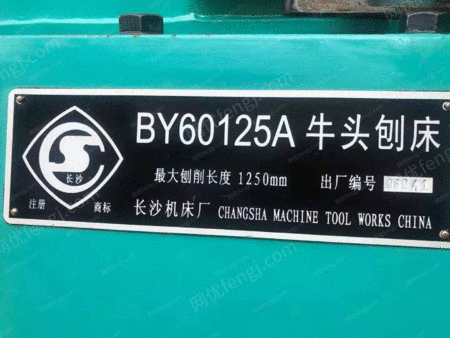 BY60125A 牛头刨床
长沙
最大刨削长度 1250mm 出厂编号
注册 商标
长沙机床厂 CHANGSHA MACHINE TOOL WORKS CHINA